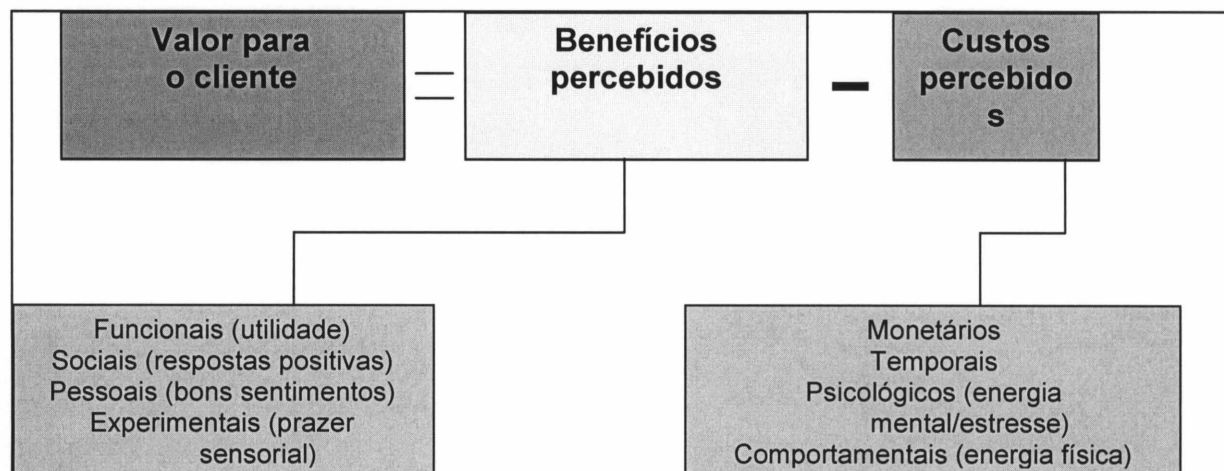 Valor para
o cliente
=
Benefícios
percebidos
-
Custos
percebido
s
Funcionais (utilidade)
Sociais (respostas positivas)
Pessoais (bons sentimentos)
Experimentais (prazer
sensorial)
Monetários
Temporais
Psicológicos (energia
mental/estresse)
Comportamentais (energia física)